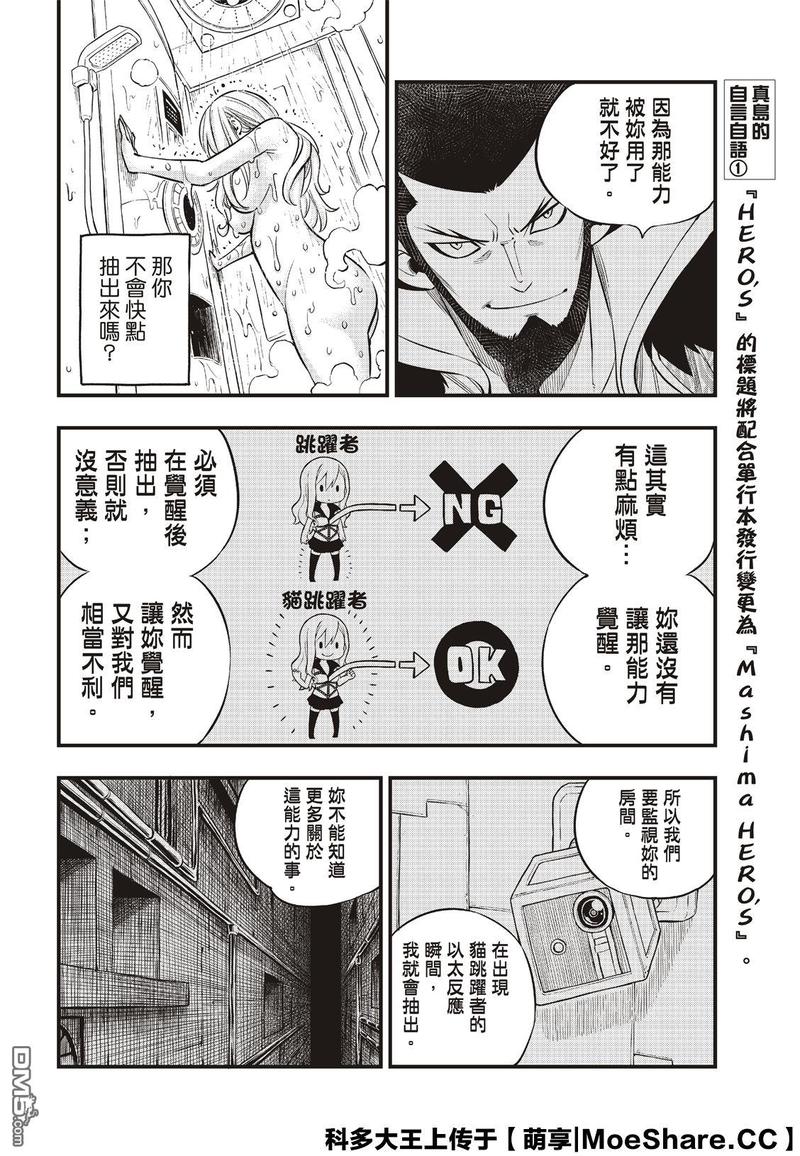 真島的
自言自語①
『HERO'S』的標題將配合單行本發行變更為『Mashima HERO'S』。
因為那能力
被妳用了
就不好了。
那你
不會快點
抽出來嗎？
這其實
有點麻煩…
妳還沒有
讓那能力
覺醒。
跳躍者
NG
貓跳躍者
OK
必須
在覺醒後
抽出，
否則就
沒意義；
然而
讓妳覺醒，
又對我們
相當不利。
所以我們
要監視妳的
房間。
在出現
貓跳躍者的
以太反應
瞬間，
我就會抽出。
妳不能知道
更多關於
這能力的事。
DM5.com
科多大王上传于【萌享|MoeShare.CC】